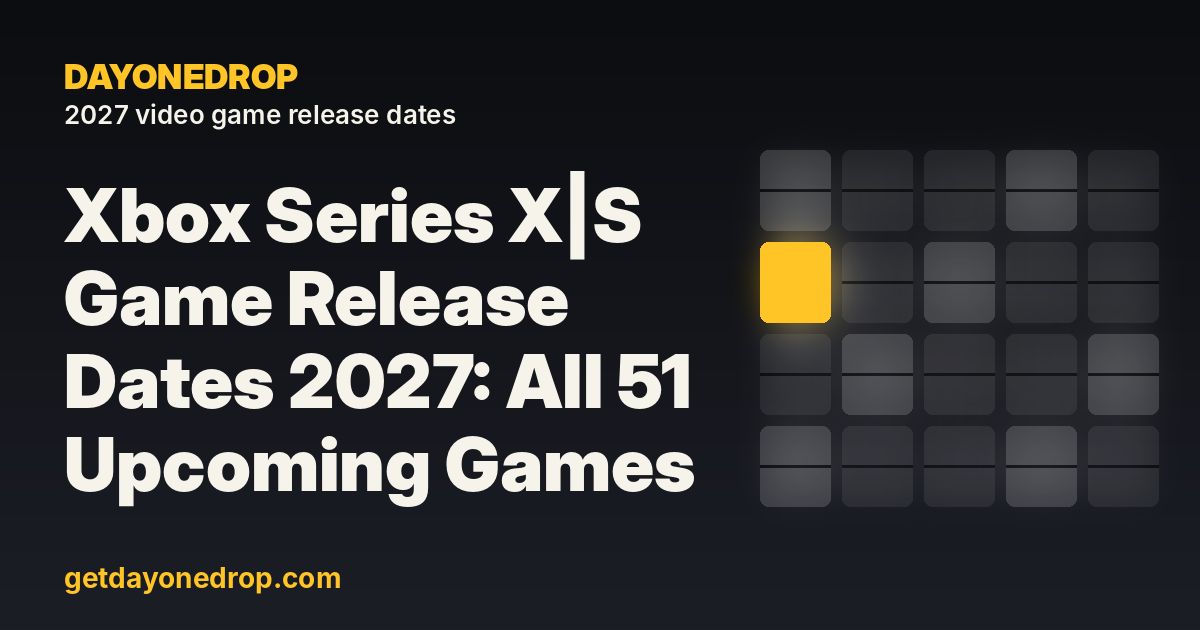 DAYONEDROP
2027 video game release dates
Xbox Series X|S
Game Release
Dates 2027: All 51
Upcoming Games
getdayonedrop.com